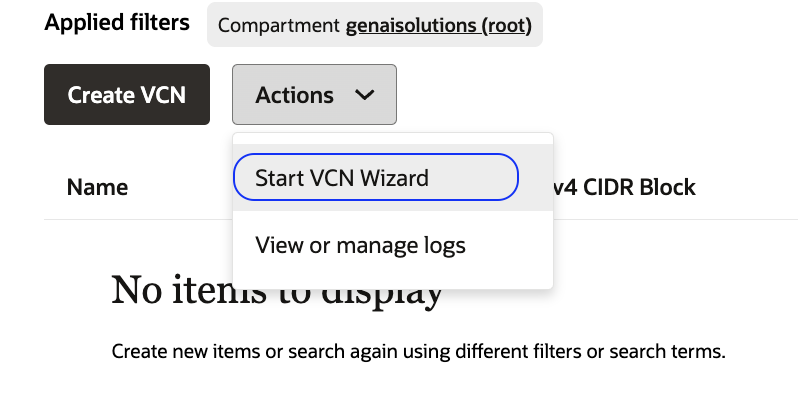 Applied filters Compartment genaisolutions (root)
Create VCN Actions
Start VCN Wizard
Name v4 CIDR Block
View or manage logs
No items to display
Create new items or search again using different filters or search terms.